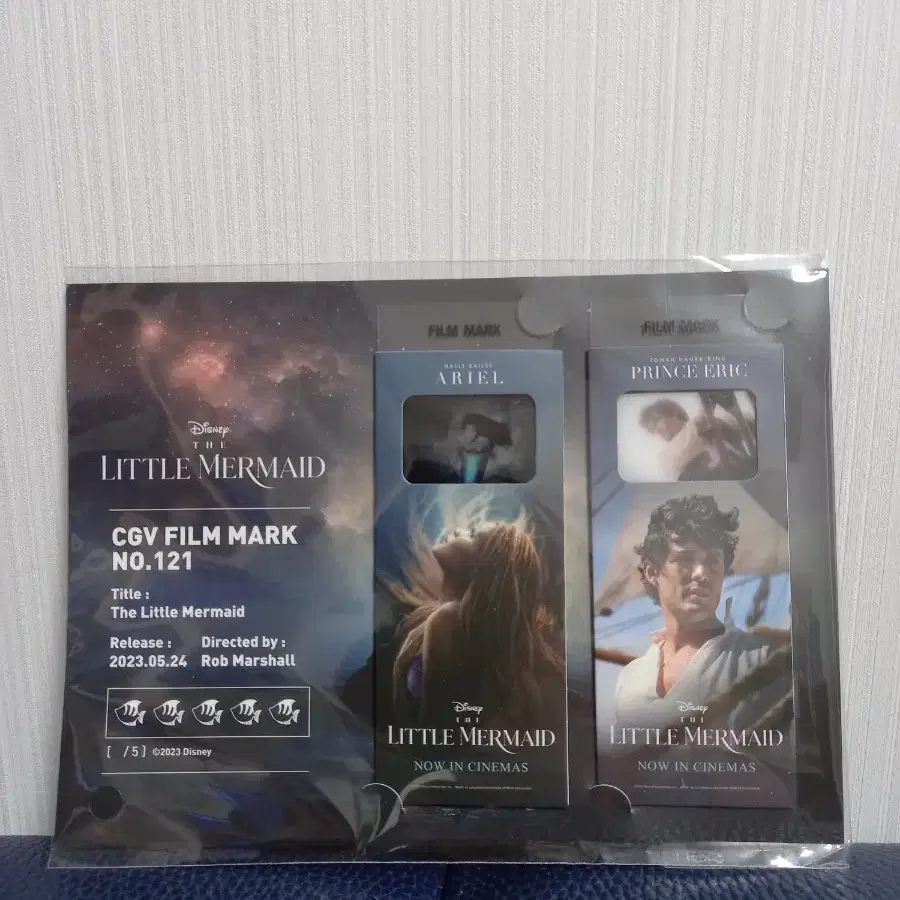 Disney
THE
LITTLE MERMAID
CGV FILM MARK
NO.121
Title :
The Little Mermaid
Release : Directed by :
2023.05.24 Rob Marshall
[ /5] ©2023 Disney
FILM MARK
HALLE BAILEY
ARIEL
Disney
THE
LITTLE MERMAID
NOW IN CINEMAS
FILM MARK
JONAH HAUER-KING
PRINCE ERIC
Disney
THE
LITTLE MERMAID
NOW IN CINEMAS